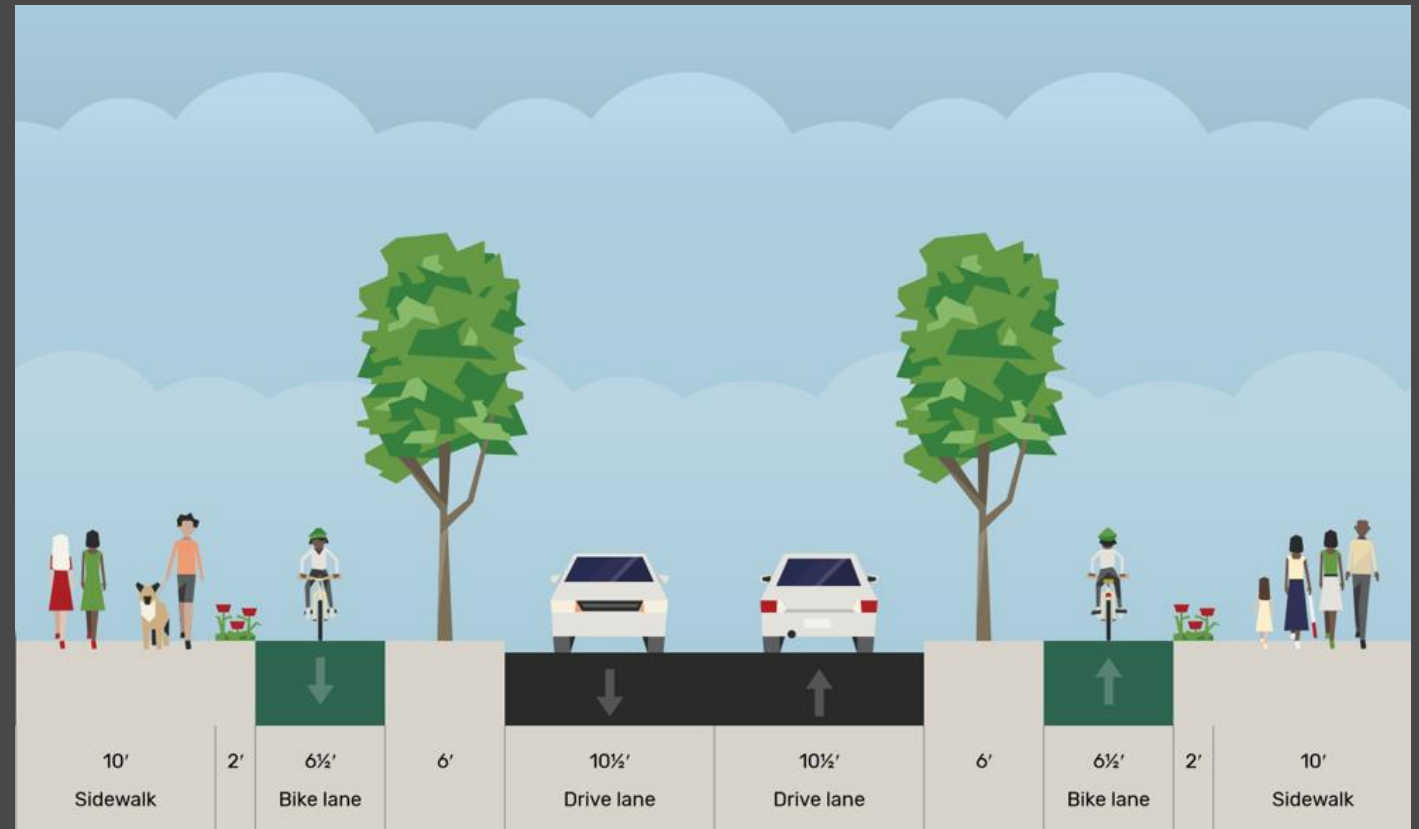 10′ 2′ 6½′ 6′ 10½′ 10½′ 6′ 6½′ 2′ 10′
Sidewalk Bike lane Drive lane Drive lane Bike lane Sidewalk